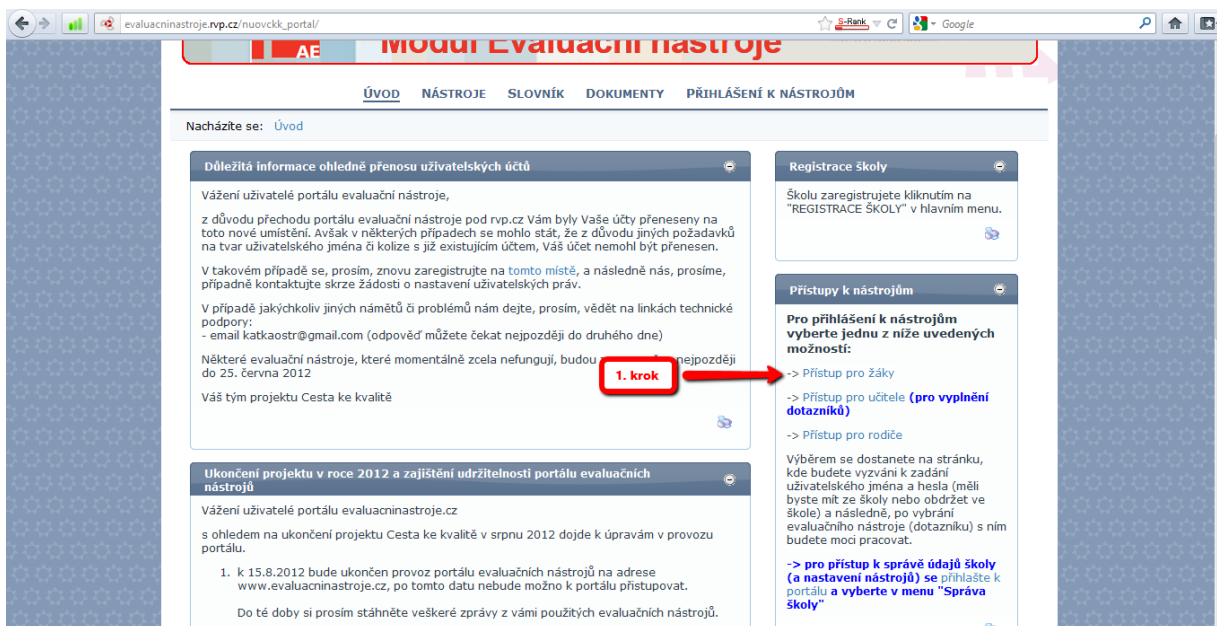 evaluacninastroje.rvp.cz/nuovckk_portal/
S-Rank
Google
AE
Modul Evaluační nástroje
ÚVOD NÁSTROJE SLOVNÍK DOKUMENTY PŘIHLÁŠENÍ K NÁSTROJŮM
Nacházíte se: Úvod
Důležitá informace ohledně přenosu uživatelských účtů
Vážení uživatelé portálu evaluační nástroje,
z důvodu přechodu portálu evaluační nástroje pod rvp.cz Vám byly Vaše účty přeneseny na
toto nové umístění. Avšak v některých případech se mohlo stát, že z důvodu jiných požadavků
na tvar uživatelského jména či kolize s již existujícím účtem, Váš účet nemohl být přenesen.
V takovém případě se, prosím, znovu zaregistrujte na tomto místě, a následně nás, prosíme,
případně kontaktujte skrze žádosti o nastavení uživatelských práv.
V případě jakýchkoliv jiných námětů či problémů nám dejte, prosím, vědět na linkách technické
podpory:
- email katkaostr@gmail.com (odpověď můžete čekat nejpozději do druhého dne)
Některé evaluační nástroje, které momentálně zcela nefungují, budou nejpozději
do 25. června 2012
1. krok
Váš tým projektu Cesta ke kvalitě
Ukončení projektu v roce 2012 a zajištění udržitelnosti portálu evaluačních
nástrojů
Vážení uživatelé portálu evaluacninastroje.cz
s ohledem na ukončení projektu Cesta ke kvalitě v srpnu 2012 dojde k úpravám v provozu
portálu.
1. k 15.8.2012 bude ukončen provoz portálu evaluačních nástrojů na adrese
www.evaluacninastroje.cz, po tomto datu nebude možno k portálu přistupovat.
Do té doby si prosím stáhněte veškeré zprávy z vámi použitých evaluačních nástrojů.
Registrace školy
Školu zaregistrujete kliknutím na
"REGISTRACE ŠKOLY" v hlavním menu.
Přístupy k nástrojům
Pro přihlášení k nástrojům
vyberte jednu z níže uvedených
možností:
-> Přístup pro žáky
-> Přístup pro učitele (pro vyplnění
dotazníků)
-> Přístup pro rodiče
Výběrem se dostanete na stránku,
kde budete vyzváni k zadání
uživatelského jména a hesla (měli
byste mít ze školy nebo obdržet ve
škole) a následně, po vybrání
evaluačního nástroje (dotazníku) s ním
budete moci pracovat.
-> pro přístup k správě údajů školy
(a nastavení nástrojů) se přihlašte k
portálu a vyberte v menu "Správa
školy"